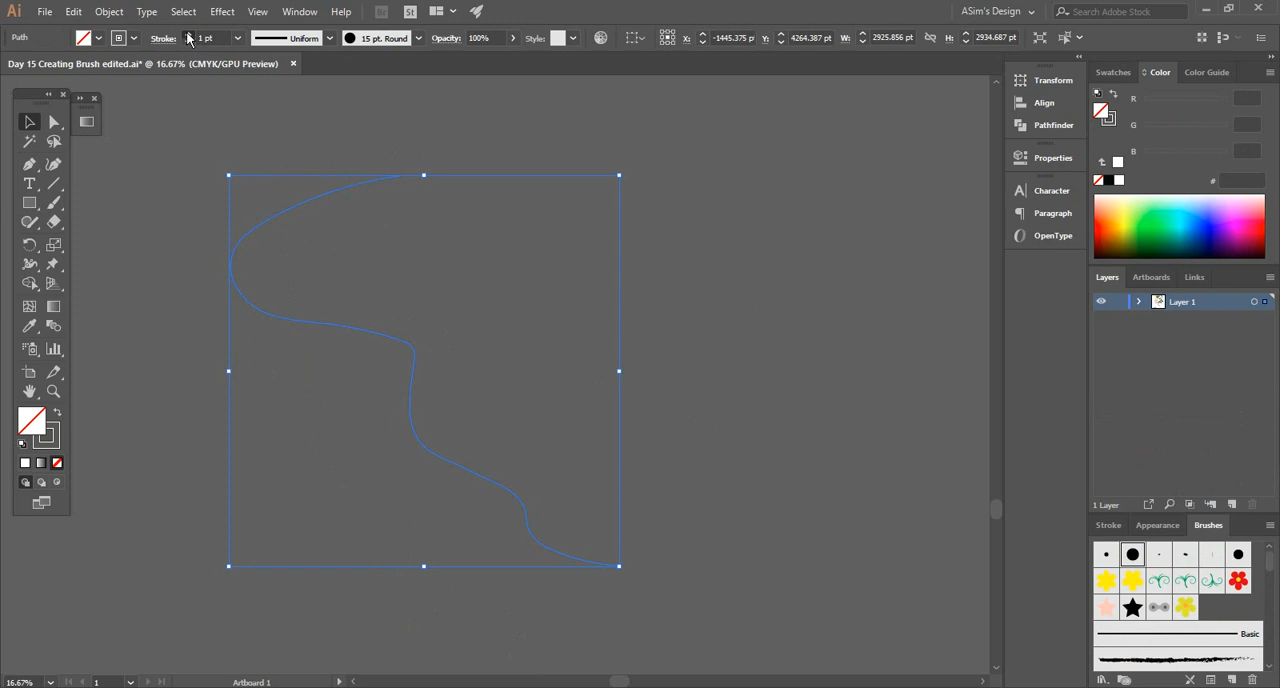 Ai File Edit Object Type Select Effect View Window Help Br St ASim's Design Search Adobe Stock
Path Stroke: 1 pt Uniform 15 pt. Round Opacity: 100% Style: X: -1445.375 pt Y: 4264.387 pt W: 2925.856 pt H: 2934.687 pt
Day 15 Creating Brush edited.ai* @ 16.67% (CMYK/GPU Preview)
Transform
Align
Pathfinder
Properties
Character
Paragraph
OpenType
Swatches Color Color Guide
R
G
B
#
Layers Artboards Links
Layer 1
1 Layer
Stroke Appearance Brushes
Basic
16.67% 1 Artboard 1